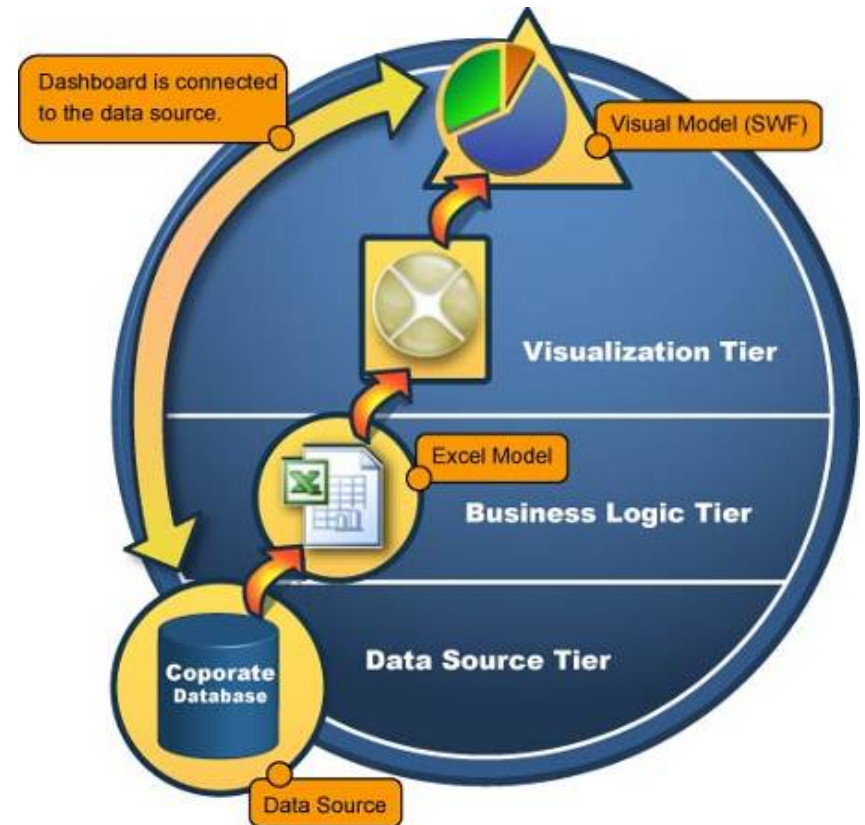 Dashboard is connected
to the data source.
Visual Model (SWF)
Visualization Tier
Excel Model
Business Logic Tier
Data Source Tier
Coporate
Database
Data Source